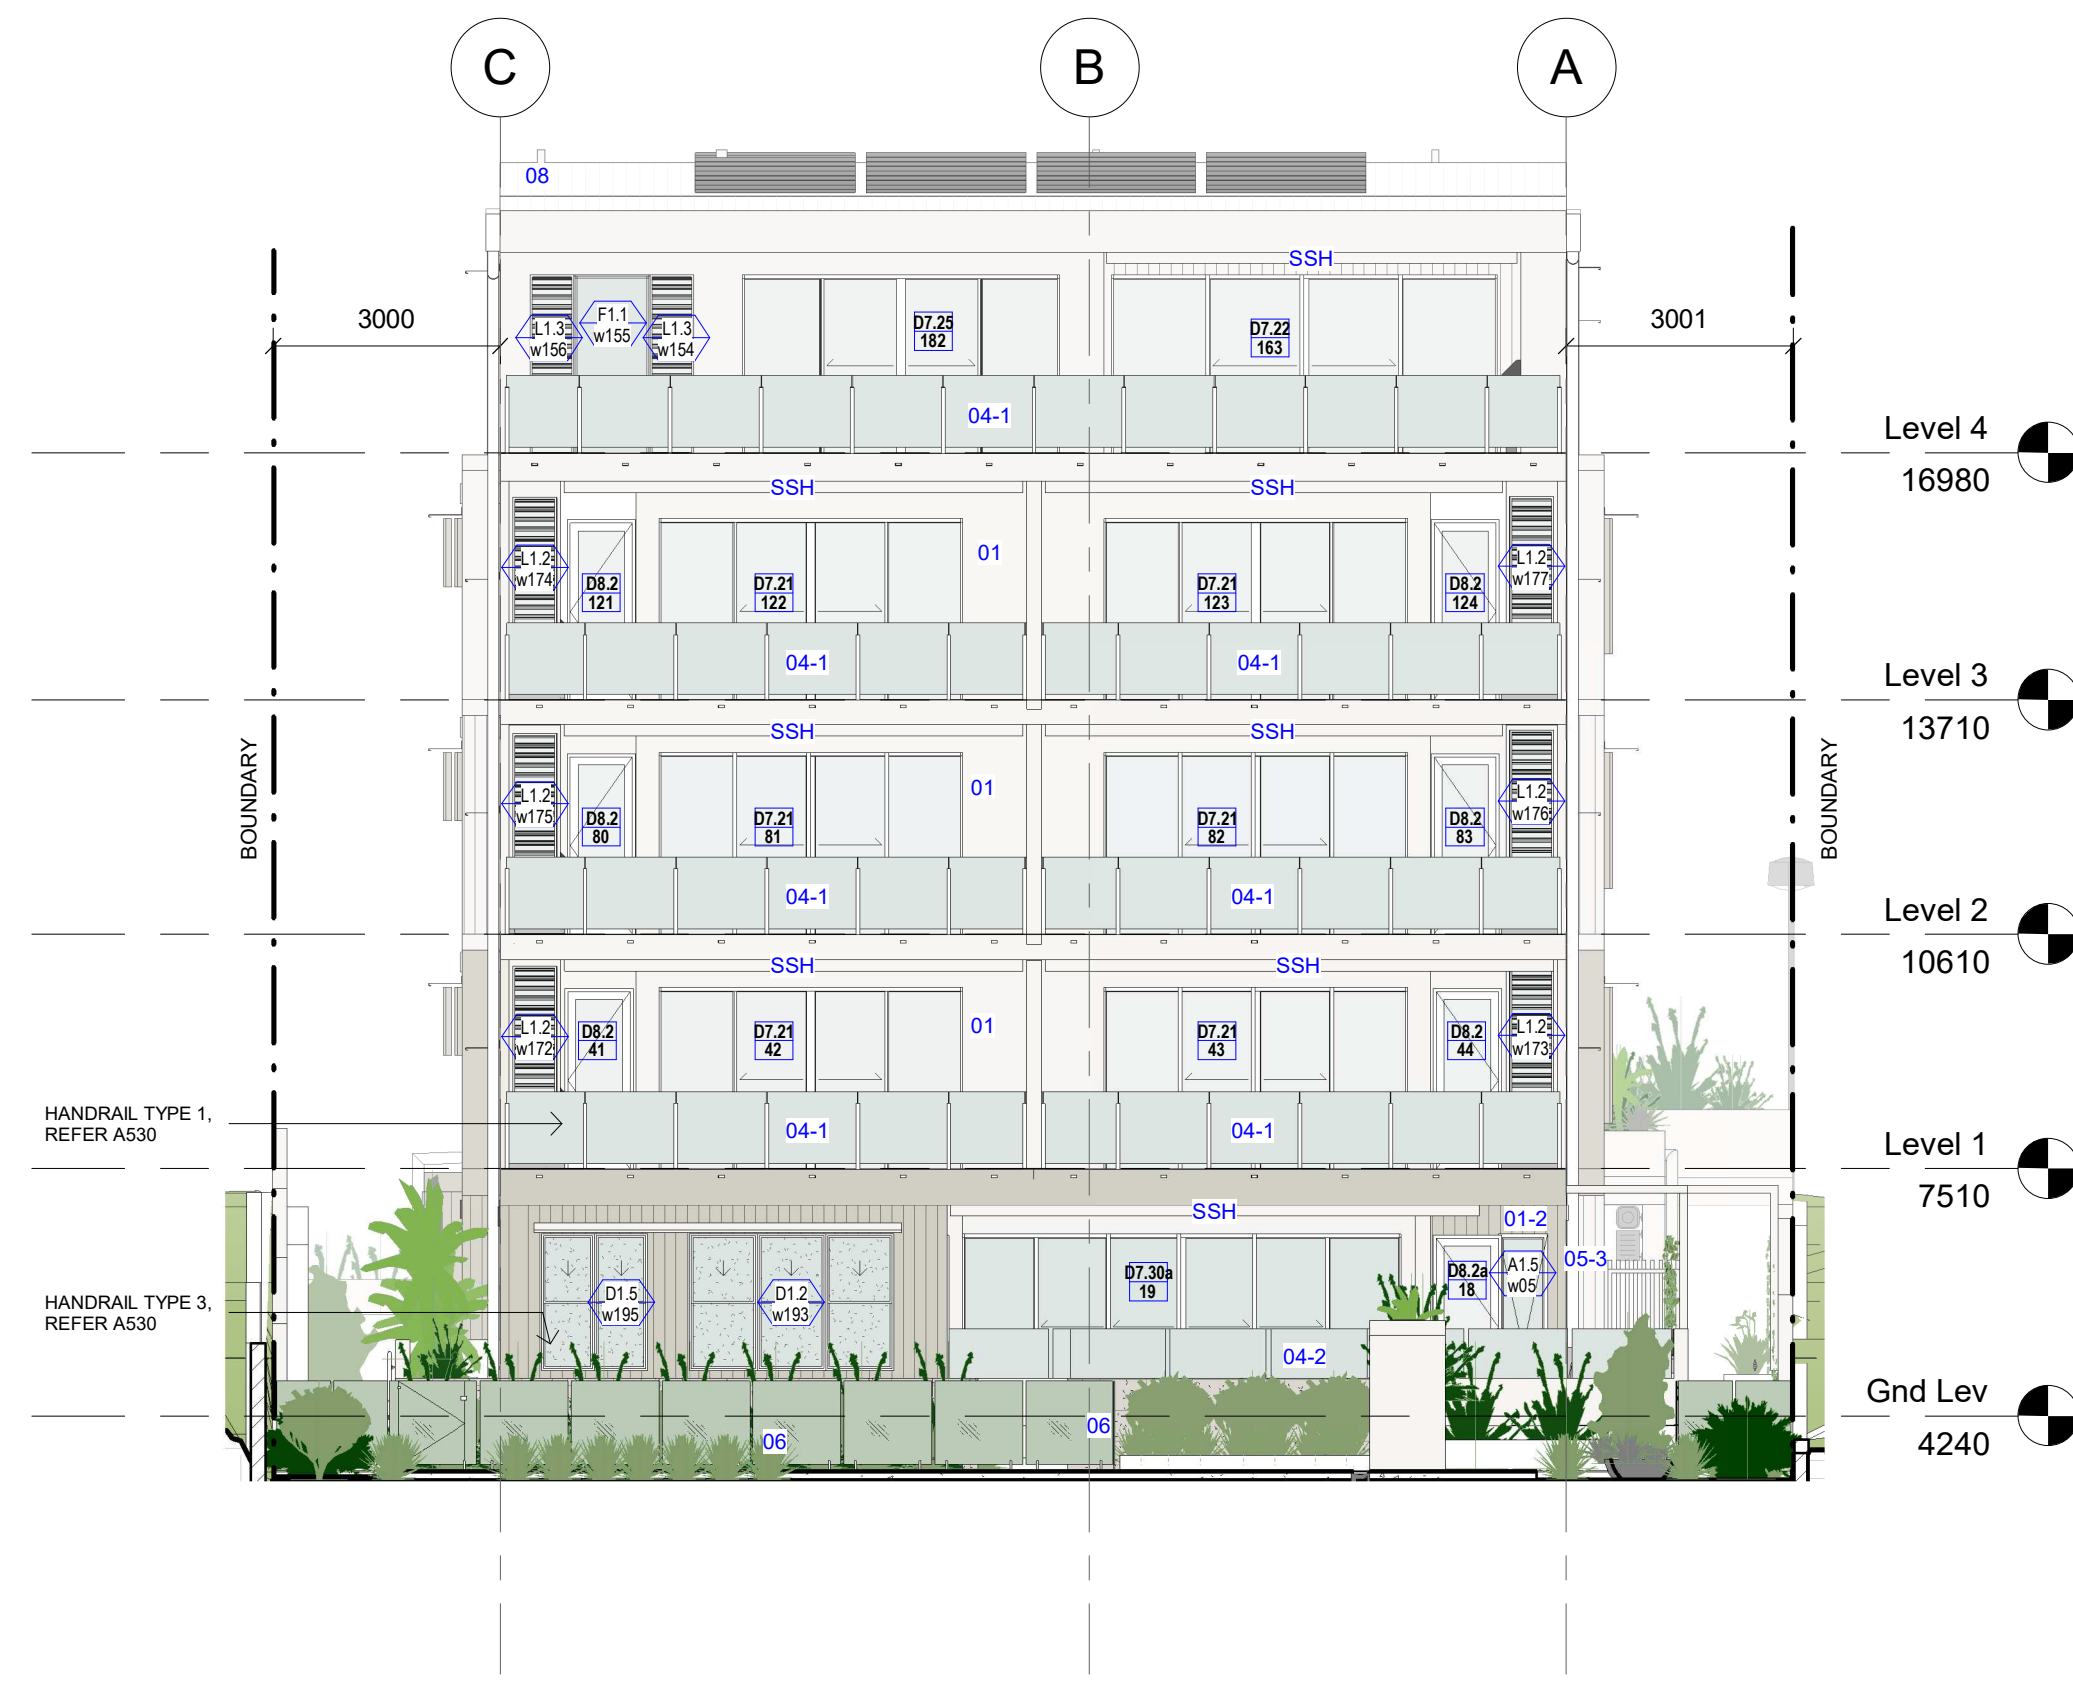 C
B
A
08
SSH
3000
3001
L1.3
w156
F1.1
w155
L1.3
w154
D7.25
182
D7.22
163
04-1
Level 4
16980
SSH
SSH
01
L1.2
w174
D8.2
121
D7.21
122
D7.21
123
D8.2
124
L1.2
w177
04-1
04-1
Level 3
13710
SSH
SSH
BOUNDARY
BOUNDARY
01
L1.2
w175
D8.2
80
D7.21
81
D7.21
82
D8.2
83
L1.2
w176
04-1
04-1
Level 2
10610
SSH
SSH
01
L1.2
w172
D8.2
41
D7.21
42
D7.21
43
D8.2
44
L1.2
w173
HANDRAIL TYPE 1,
REFER A530
04-1
04-1
Level 1
7510
SSH
01-2
05-3
D1.5
w195
D1.2
w193
D7.30a
19
D8.2a
18
A1.5
w05
HANDRAIL TYPE 3,
REFER A530
04-2
Gnd Lev
4240
06
06